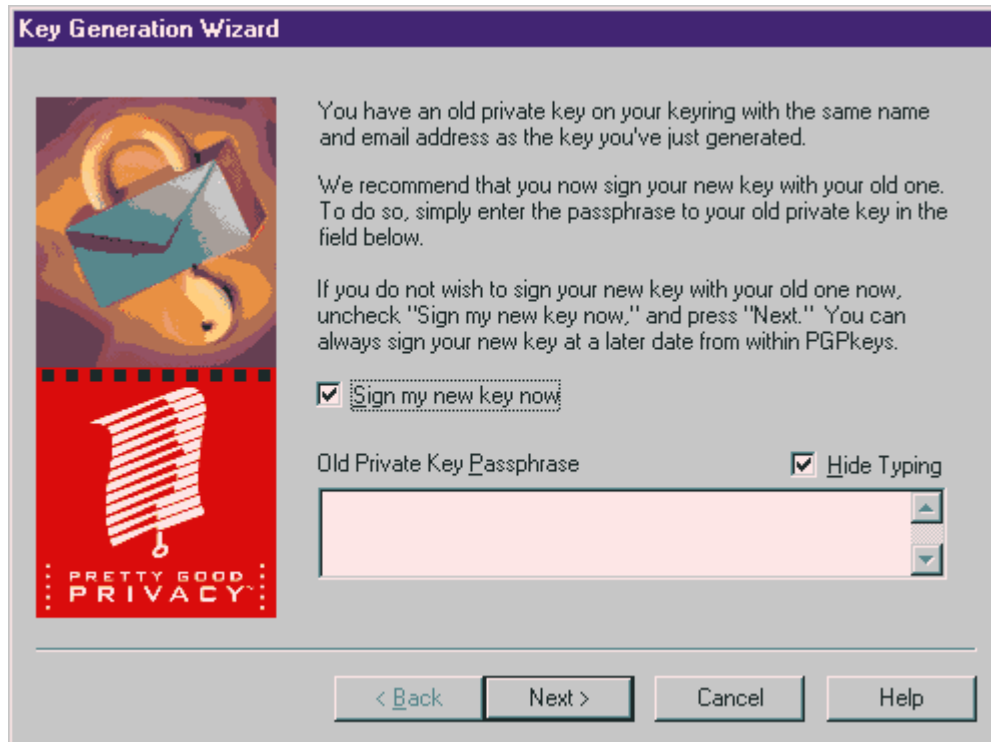 Key Generation Wizard
You have an old private key on your keyring with the same name
and email address as the key you've just generated.
We recommend that you now sign your new key with your old one.
To do so, simply enter the passphrase to your old private key in the
field below.
If you do not wish to sign your new key with your old one now,
uncheck "Sign my new key now," and press "Next." You can
always sign your new key at a later date from within PGPkeys.
Sign my new key now
Old Private Key Passphrase
Hide Typing
PRETTY GOOD
PRIVACY™
< Back
Next >
Cancel
Help